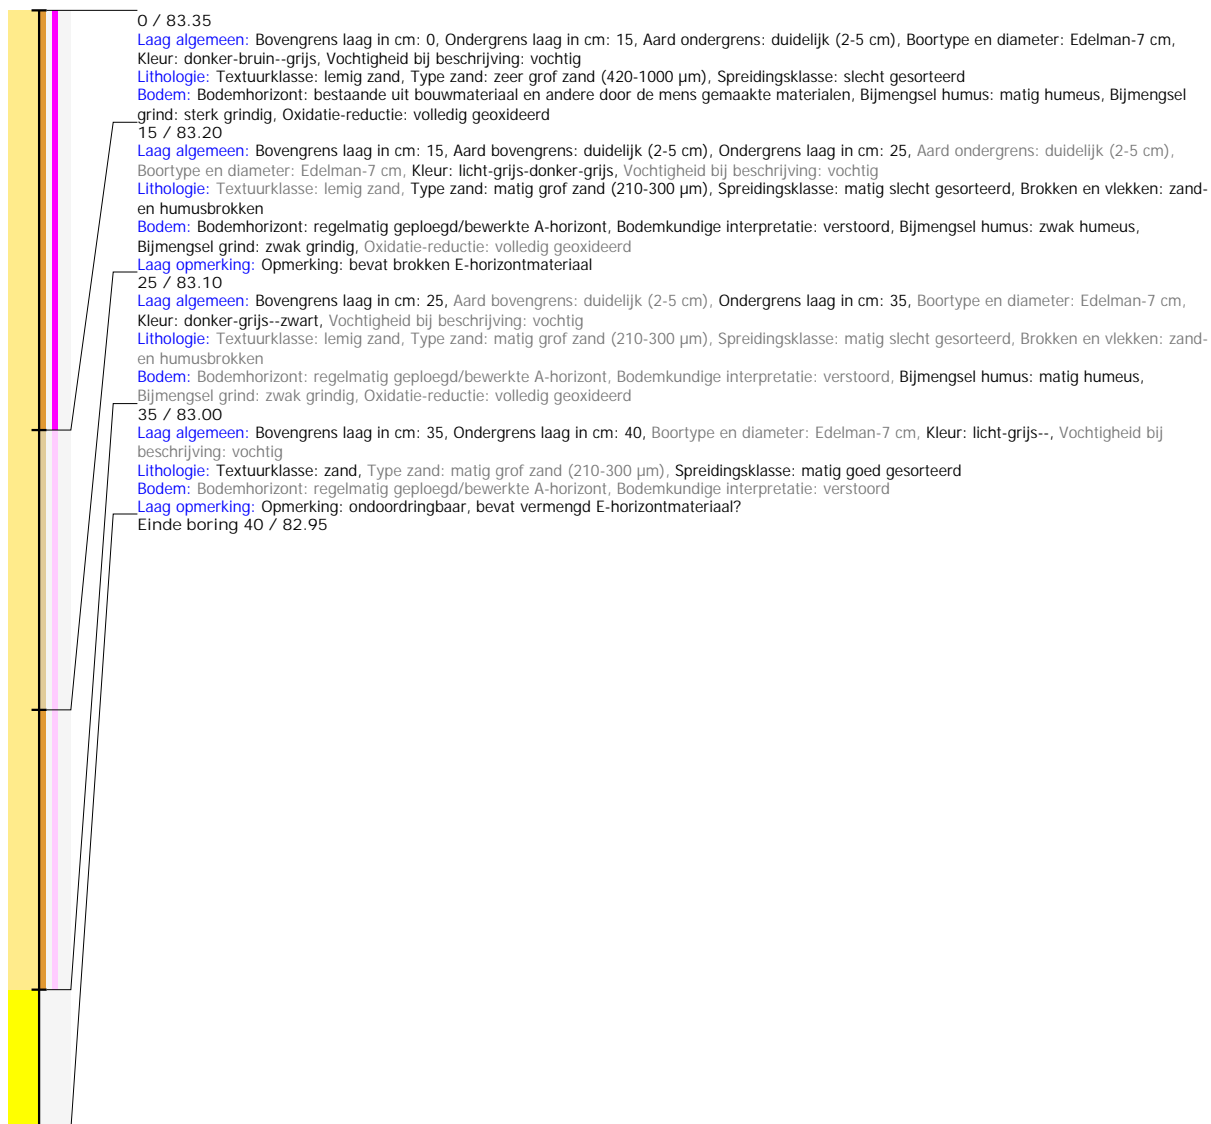 0 / 83.35
Laag algemeen: Bovengrens laag in cm: 0, Ondergrens laag in cm: 15, Aard ondergrens: duidelijk (2-5 cm), Boortype en diameter: Edelman-7 cm,
Kleur: donker-bruin--grijs, Vochtigheid bij beschrijving: vochtig
Lithologie: Textuurklasse: lemig zand, Type zand: zeer grof zand (420-1000 µm), Spreidingsklasse: slecht gesorteerd
Bodem: Bodemhorizont: bestaande uit bouwmateriaal en andere door de mens gemaakte materialen, Bijmengsel humus: matig humeus, Bijmengsel
grind: sterk grindig, Oxidatie-reductie: volledig geoxideerd
15 / 83.20
Laag algemeen: Bovengrens laag in cm: 15, Aard bovengrens: duidelijk (2-5 cm), Ondergrens laag in cm: 25, Aard ondergrens: duidelijk (2-5 cm),
Boortype en diameter: Edelman-7 cm, Kleur: licht-grijs-donker-grijs, Vochtigheid bij beschrijving: vochtig
Lithologie: Textuurklasse: lemig zand, Type zand: matig grof zand (210-300 µm), Spreidingsklasse: matig slecht gesorteerd, Brokken en vlekken: zand-
en humusbrokken
Bodem: Bodemhorizont: regelmatig geploegd/bewerkte A-horizont, Bodemkundige interpretatie: verstoord, Bijmengsel humus: zwak humeus,
Bijmengsel grind: zwak grindig, Oxidatie-reductie: volledig geoxideerd
Laag opmerking: Opmerking: bevat brokken E-horizontmateriaal
25 / 83.10
Laag algemeen: Bovengrens laag in cm: 25, Aard bovengrens: duidelijk (2-5 cm), Ondergrens laag in cm: 35, Boortype en diameter: Edelman-7 cm,
Kleur: donker-grijs--zwart, Vochtigheid bij beschrijving: vochtig
Lithologie: Textuurklasse: lemig zand, Type zand: matig grof zand (210-300 µm), Spreidingsklasse: matig slecht gesorteerd, Brokken en vlekken: zand-
en humusbrokken
Bodem: Bodemhorizont: regelmatig geploegd/bewerkte A-horizont, Bodemkundige interpretatie: verstoord, Bijmengsel humus: matig humeus,
Bijmengsel grind: zwak grindig, Oxidatie-reductie: volledig geoxideerd
35 / 83.00
Laag algemeen: Bovengrens laag in cm: 35, Ondergrens laag in cm: 40, Boortype en diameter: Edelman-7 cm, Kleur: licht-grijs--, Vochtigheid bij
beschrijving: vochtig
Lithologie: Textuurklasse: zand, Type zand: matig grof zand (210-300 µm), Spreidingsklasse: matig goed gesorteerd
Bodem: Bodemhorizont: regelmatig geploegd/bewerkte A-horizont, Bodemkundige interpretatie: verstoord
Laag opmerking: Opmerking: ondoordringbaar, bevat vermengd E-horizontmateriaal?
Einde boring 40 / 82.95